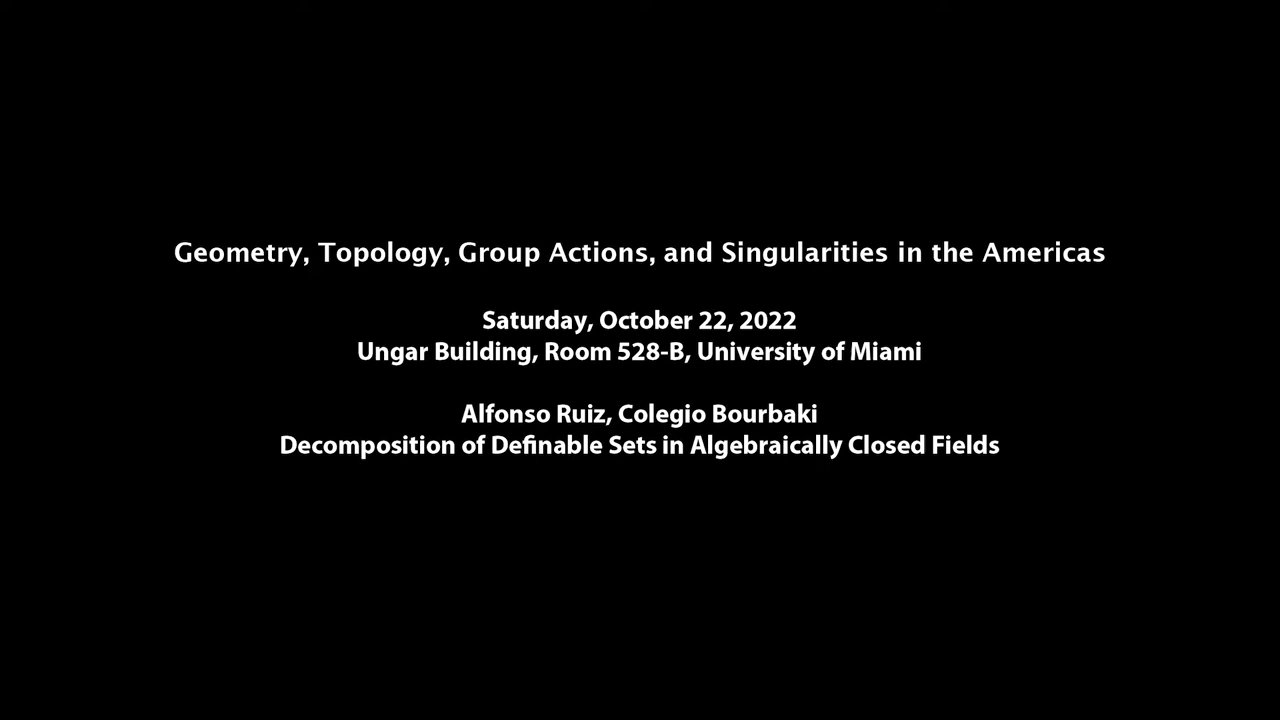 Geometry, Topology, Group Actions, and Singularities in the Americas
Saturday, October 22, 2022
Ungar Building, Room 528-B, University of Miami
Alfonso Ruiz, Colegio Bourbaki
Decomposition of Definable Sets in Algebraically Closed Fields